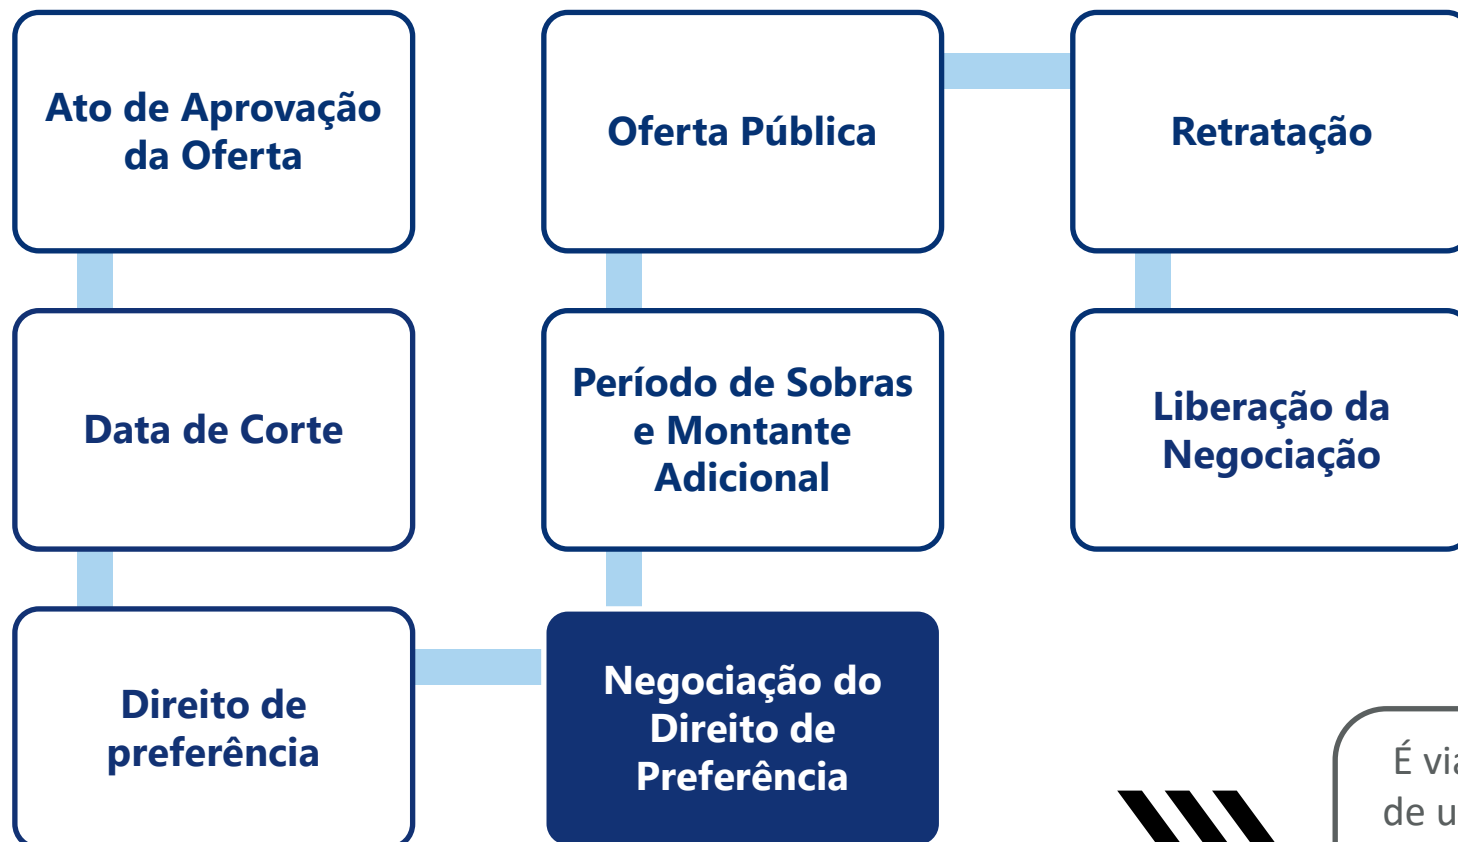 Ato de Aprovação
da Oferta
Data de Corte
Direito de
preferência
Negociação do
Direito de
Preferência
Período de Sobras
e Montante
Adicional
Oferta Pública
Retratação
Liberação da
Negociação
É
de